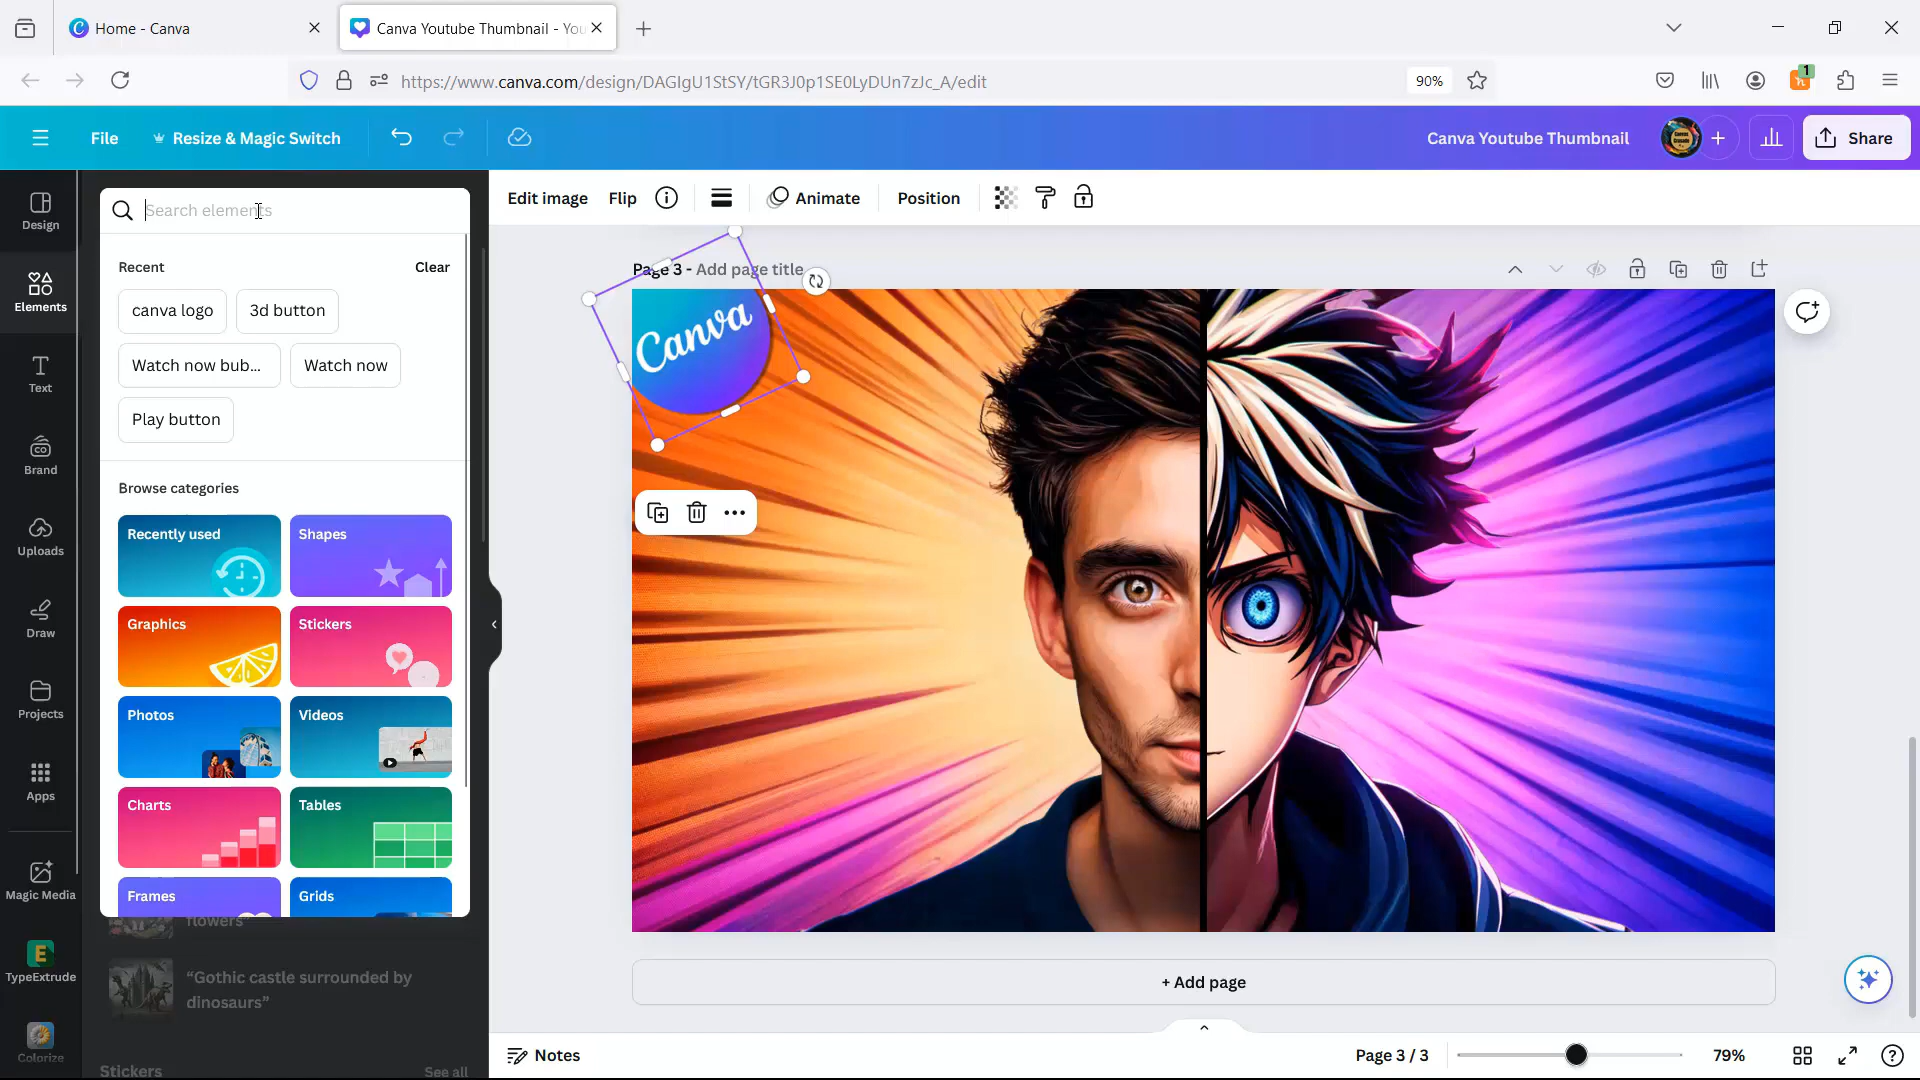 Home - Canva
Canva Youtube Thumbnail - You
https://www.canva.com/design/DAGIgU1StSY/tGR3J0p1SE0LyDUn7zJc_A/edit
90%
1
File
Resize & Magic Switch
Canva Youtube Thumbnail
Share
Design
Elements
Text
Brand
Uploads
Draw
Projects
Apps
Magic Media
TypeExtrude
Colorize
Search elements
Recent
Clear
canva logo
3d button
Watch now bub...
Watch now
Play button
Browse categories
Recently used
Shapes
Graphics
Stickers
Photos
Videos
Charts
Tables
Frames
Grids
flowers”
“Gothic castle surrounded by
dinosaurs”
Stickers
See all
Edit image
Flip
Animate
Position
Page 3 - Add page title
Canva
+ Add page
Notes
Page 3 / 3
79%